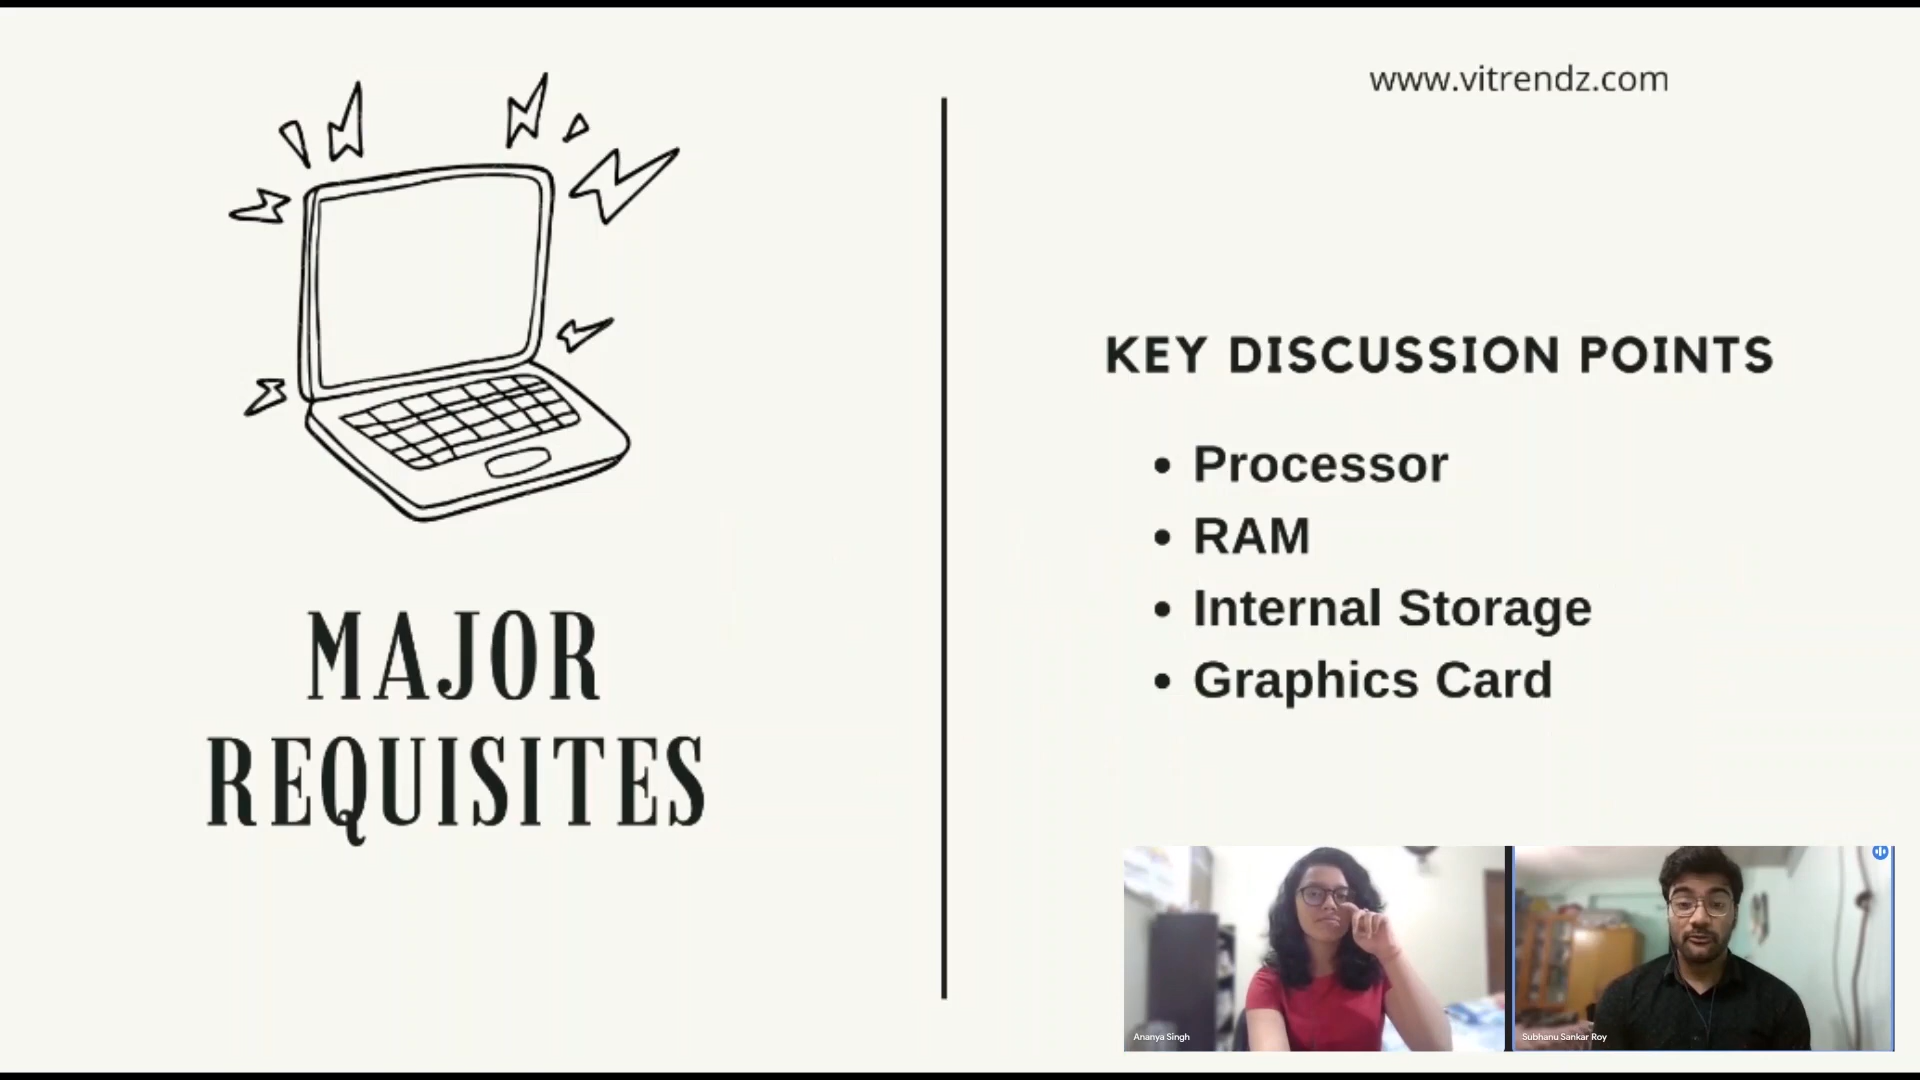 www.vitrendz.com
MAJOR
REQUISITES
KEY DISCUSSION POINTS
• Processor
• RAM
• Internal Storage
• Graphics Card
Ananya Singh
Subhanu Sankar Roy